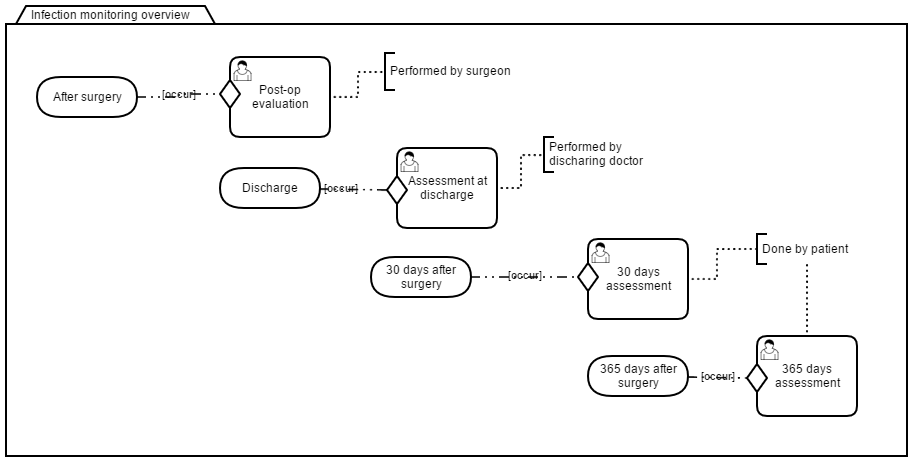 Infection monitoring overview
After surgery
[occur]
Post-op
evaluation
Performed by surgeon
Discharge
[occur]
Assessment at
discharge
Performed by
discharing doctor
30 days after
surgery
[occur]
30 days
assessment
Done by patient
365 days after
surgery
[occur]
365 days
assessment